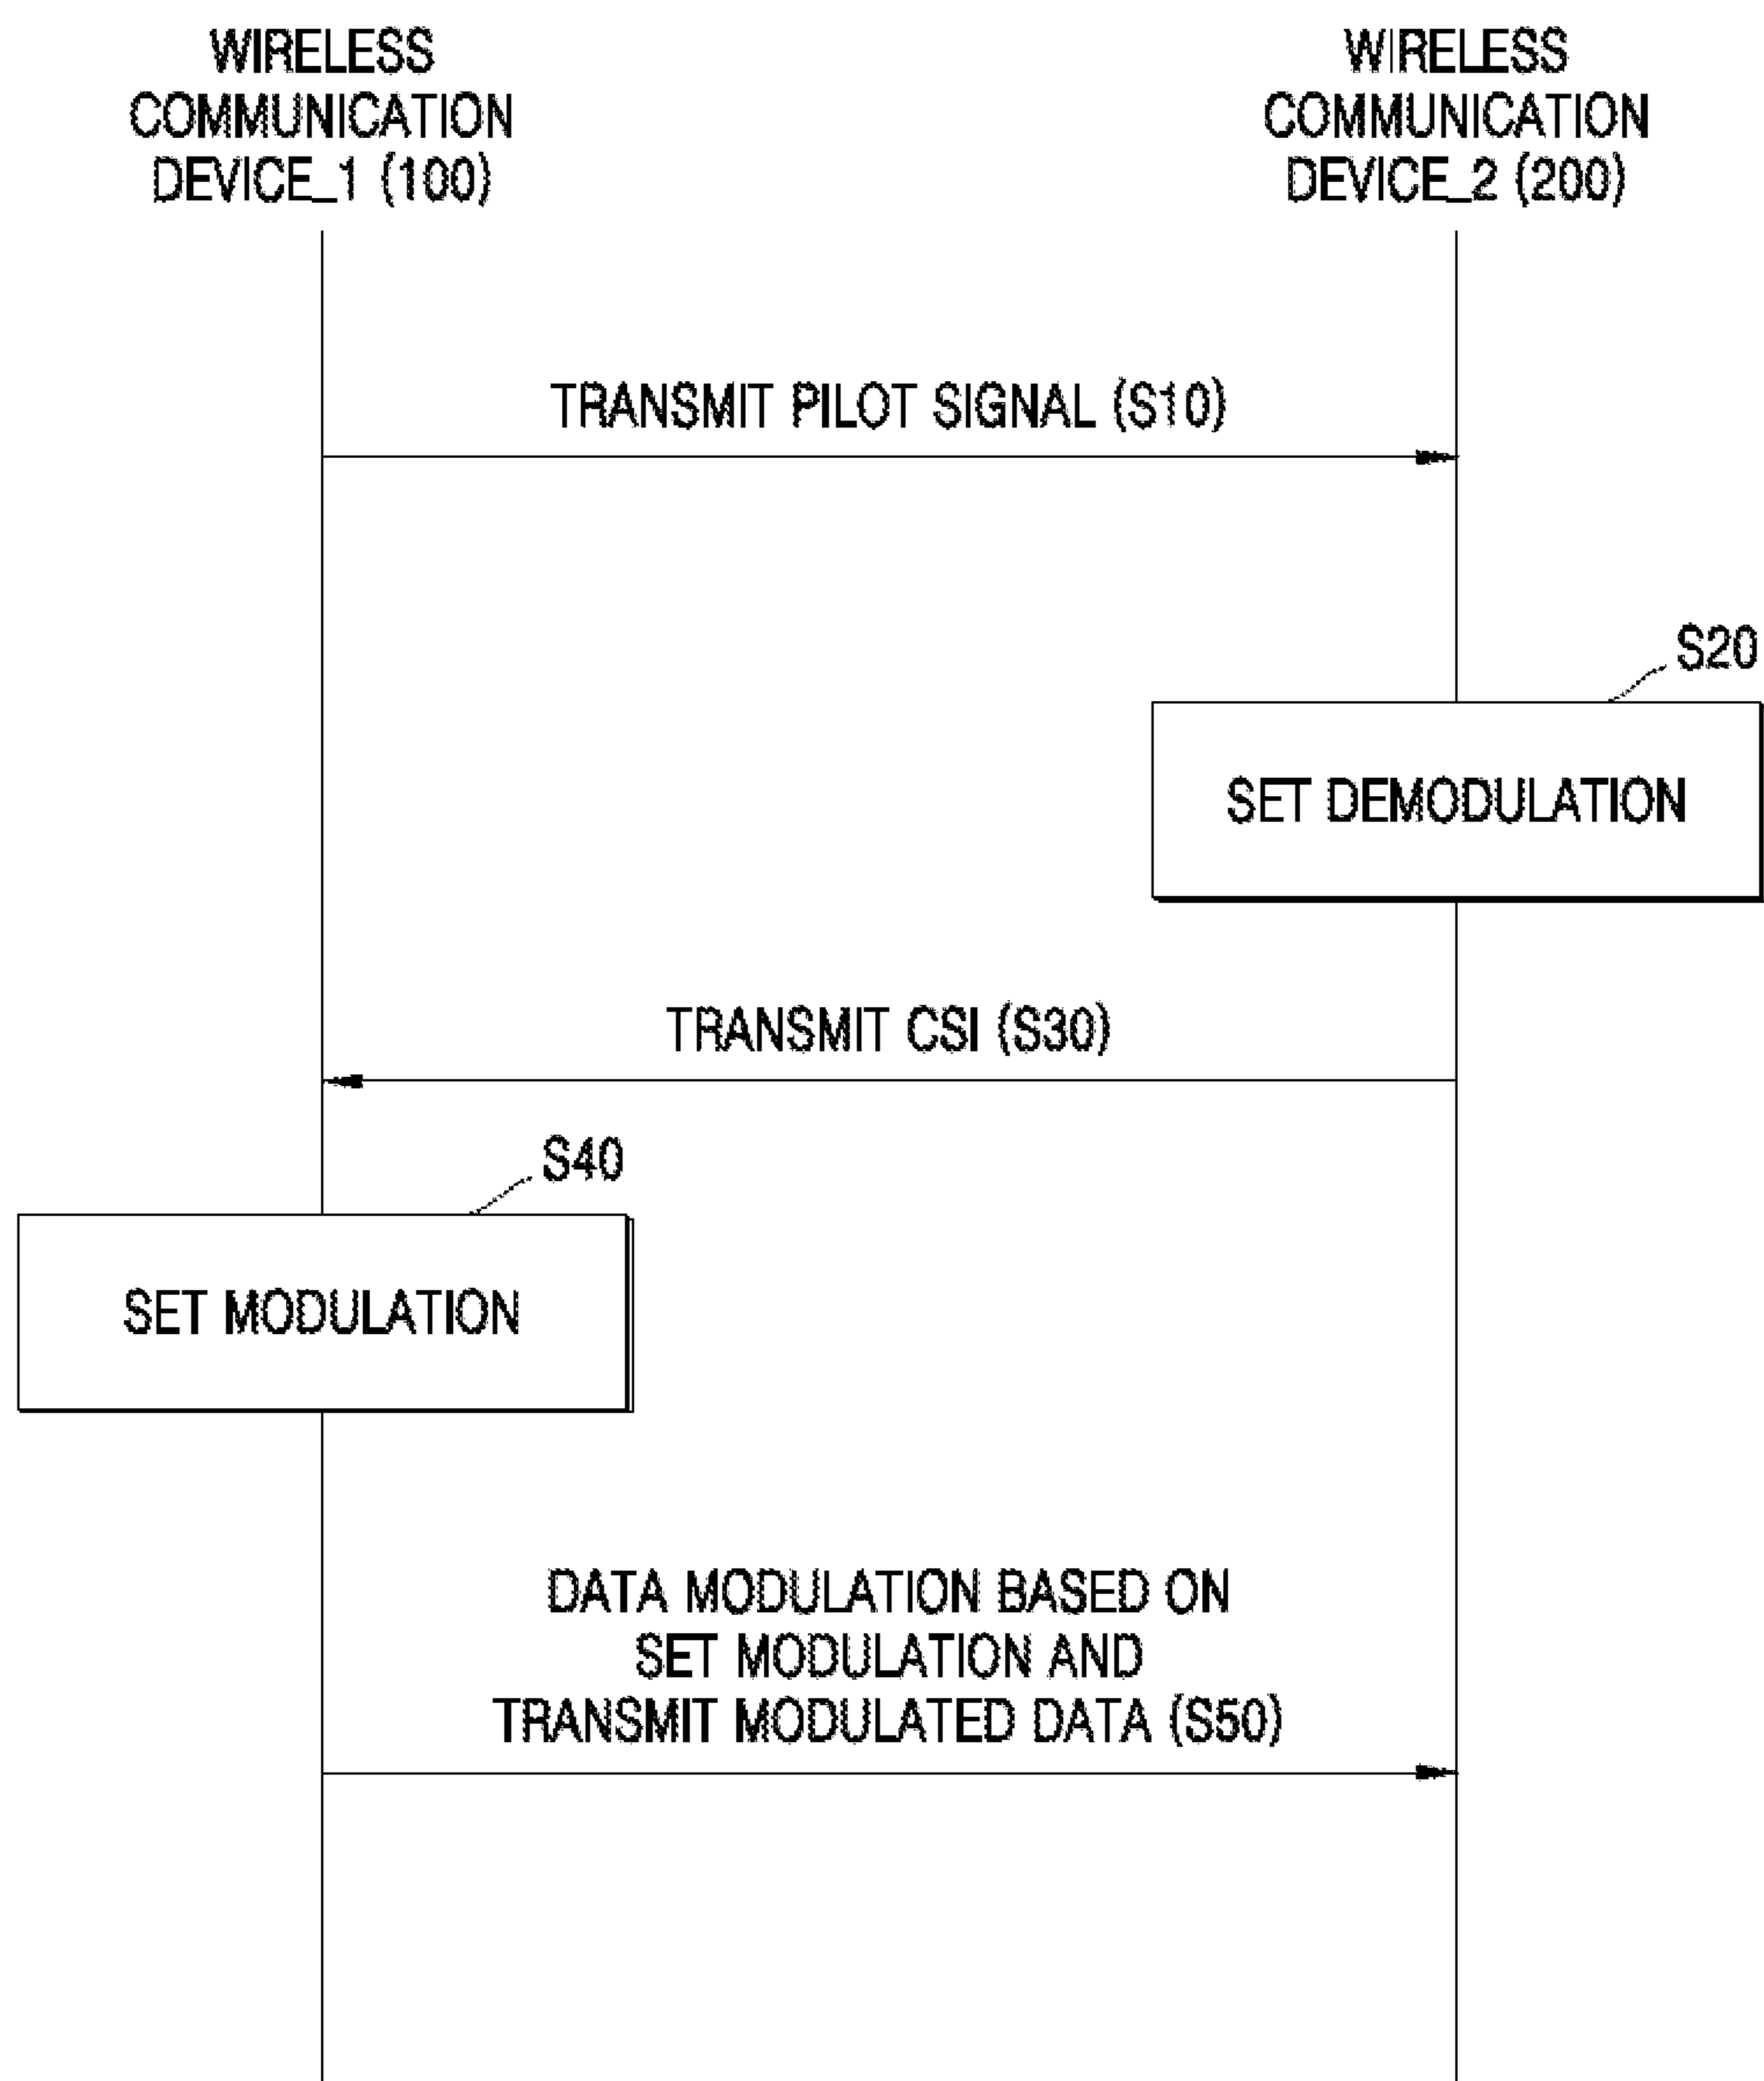 WIRELESS
COMMUNICATION
DEVICE_1 (100)
WIRELESS
COMMUNICATION
DEVICE_2 (200)
TRANSMIT PILOT SIGNAL (S10)
S20
SET DEMODULATION
TRANSMIT CSI (S30)
S40
SET MODULATION
DATA MODULATION BASED ON
SET MODULATION AND
TRANSMIT MODULATED DATA (S50)